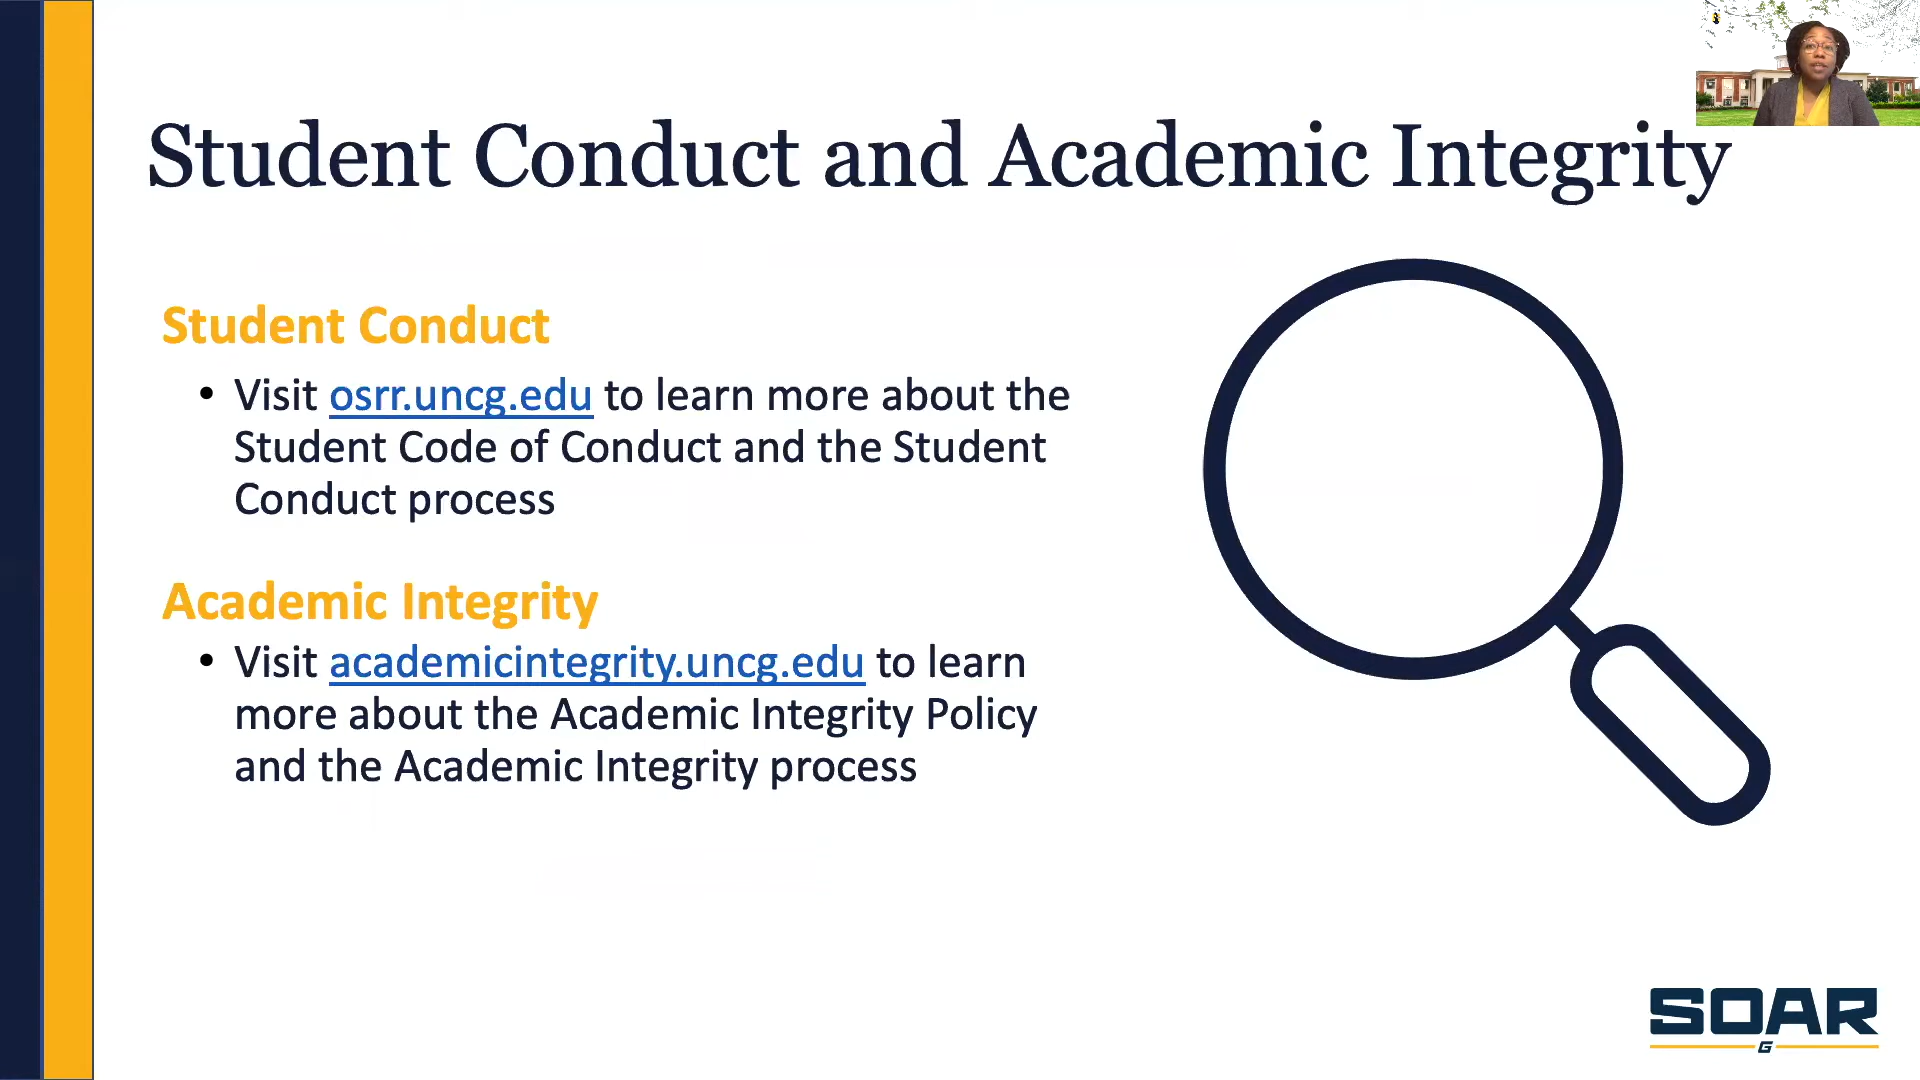 Student Conduct and Academic Integrity
Student Conduct
• Visit osrr.uncg.edu to learn more about the
Student Code of Conduct and the Student
Conduct process
Academic Integrity
• Visit academicintegrity.uncg.edu to learn
more about the Academic Integrity Policy
and the Academic Integrity process
SOAR
G